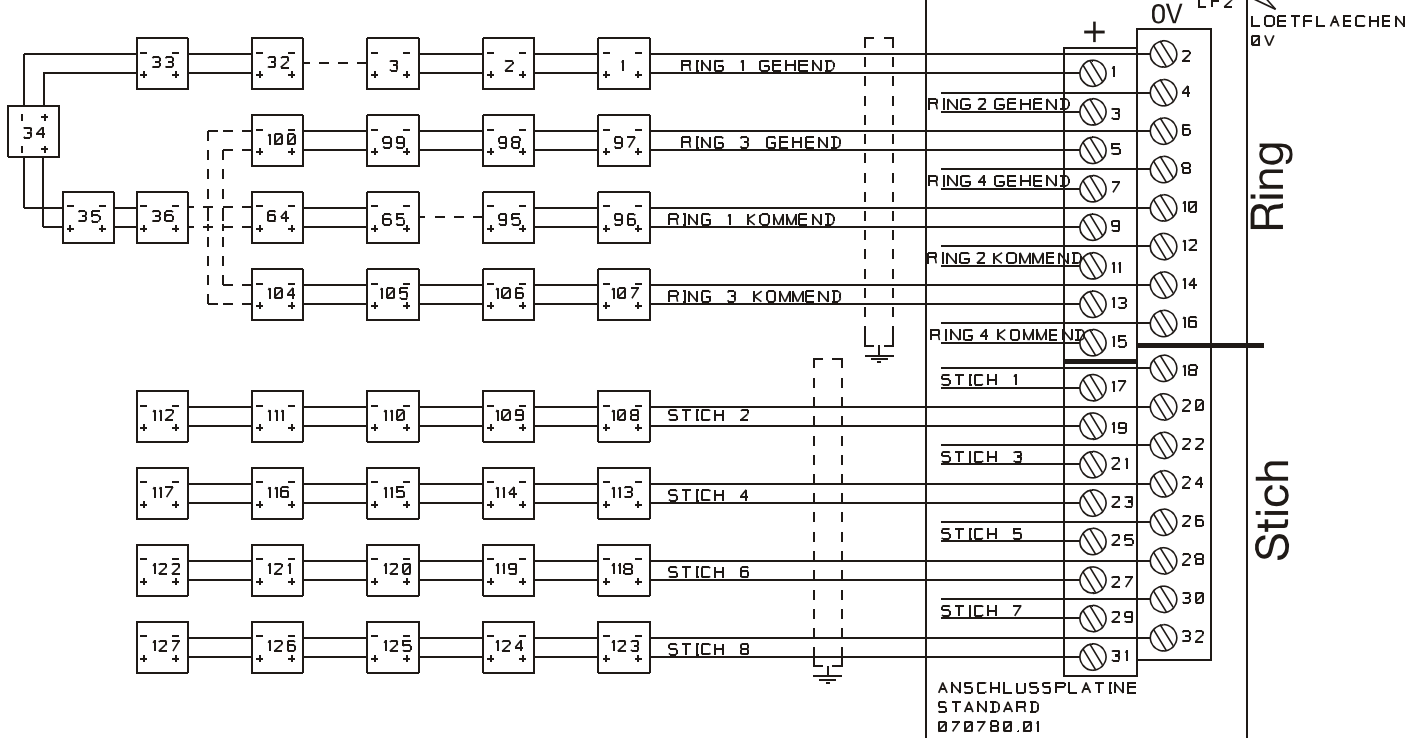 LF2
LOETFLAECHEN
0V
+ 0V
33 32 3 2 1 RING 1 GEHEND 1 2
RING 2 GEHEND 3 4
34
100 99 98 97 RING 3 GEHEND 5 6
RING 4 GEHEND 7 8
35 36 64 65 95 96 RING 1 KOMMEND 9 10
RING 2 KOMMEND 11 12
104 105 106 107 RING 3 KOMMEND 13 14
RING 4 KOMMEND 15 16
Ring
STICH 1 17 18
112 111 110 109 108 STICH 2 19 20
STICH 3 21 22
117 116 115 114 113 STICH 4 23 24
STICH 5 25 26
122 121 120 119 118 STICH 6 27 28
STICH 7 29 30
127 126 125 124 123 STICH 8 31 32
Stich
ANSCHLUSSPLATINE
STANDARD
070780.01